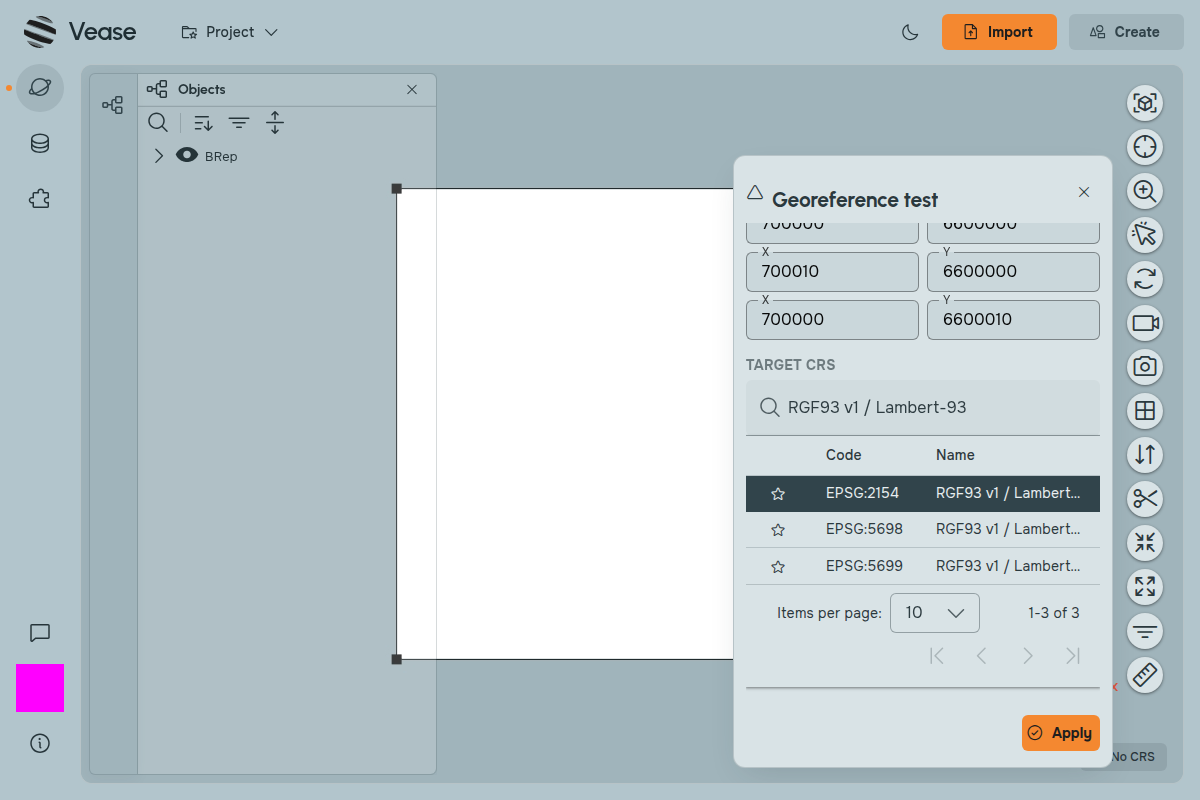 Vease
Project
Import
Create
Objects
BRep
Georeference test
700000
6600000
X
Y
700010
6600000
X
Y
700000
6600010
TARGET CRS
RGF93 v1 / Lambert-93
Code
Name
EPSG:2154
RGF93 v1 / Lambert...
EPSG:5698
RGF93 v1 / Lambert...
EPSG:5699
RGF93 v1 / Lambert...
Items per page:
10
1-3 of 3
X
Apply
No CRS